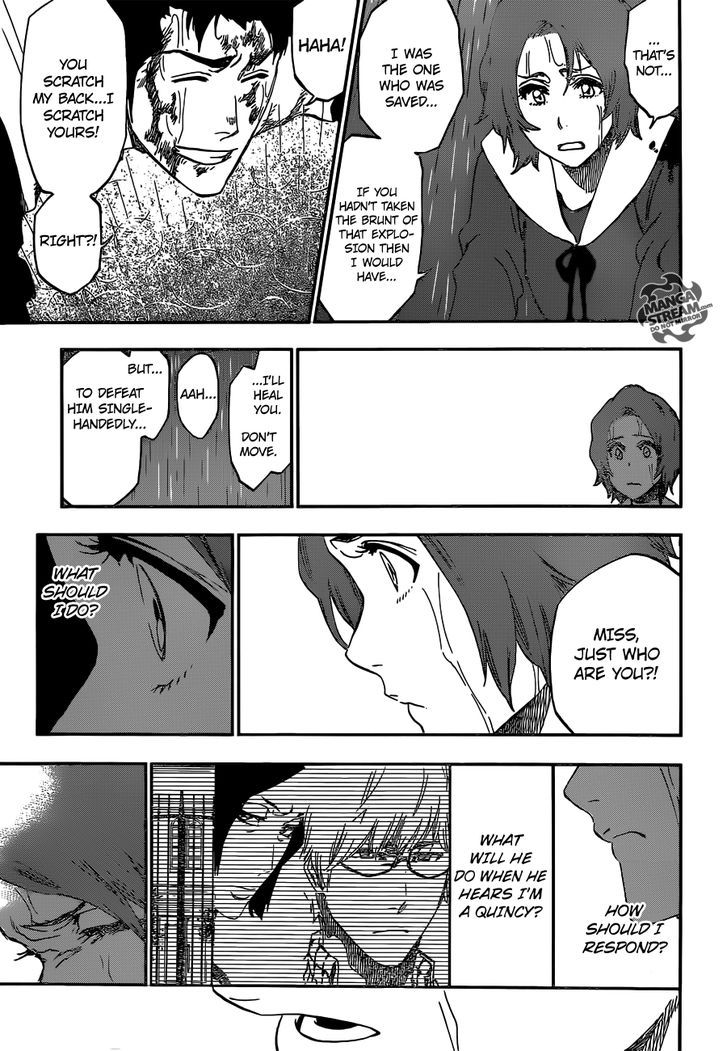 ...
THAT'S
NOT...
I WAS
THE ONE
WHO WAS
SAVED...
IF YOU
HADN'T TAKEN
THE BRUNT OF
THAT EXPLO-
SION THEN
I WOULD
HAVE...
HAHA!
YOU
SCRATCH
MY BACK...I
SCRATCH
YOURS!
RIGHT?!
MANGA
STREAM.com
DO NOT MIRROR
...I'LL
HEAL
YOU.
DON'T
MOVE.
AAH...
BUT...
TO DEFEAT
HIM SINGLE-
HANDEDLY...
MISS,
JUST WHO
ARE YOU?!
WHAT
SHOULD
I DO?
HOW
SHOULD I
RESPOND?
WHAT
WILL HE
DO WHEN HE
HEARS I'M
A QUINCY?